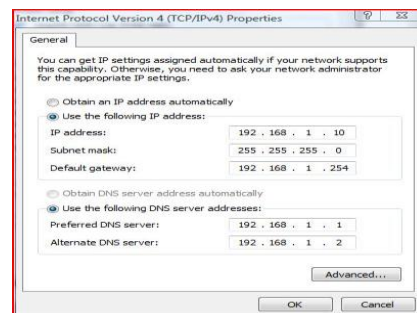 Internet Protocol Version 4 (TCP/IPv4) Properties
General
You can get IP settings assigned automatically if your network supports
this capability. Otherwise, you need to ask your network administrator
for the appropriate IP settings.
Obtain an IP address automatically
Use the following IP address:
IP address: 192 . 168 . 1 . 10
Subnet mask: 255 . 255 . 255 . 0
Default gateway: 192 . 168 . 1 . 254
Obtain DNS server address automatically
Use the following DNS server addresses:
Preferred DNS server: 192 . 168 . 1 . 1
Alternate DNS server: 192 . 168 . 1 . 2
Advanced...
OK Cancel